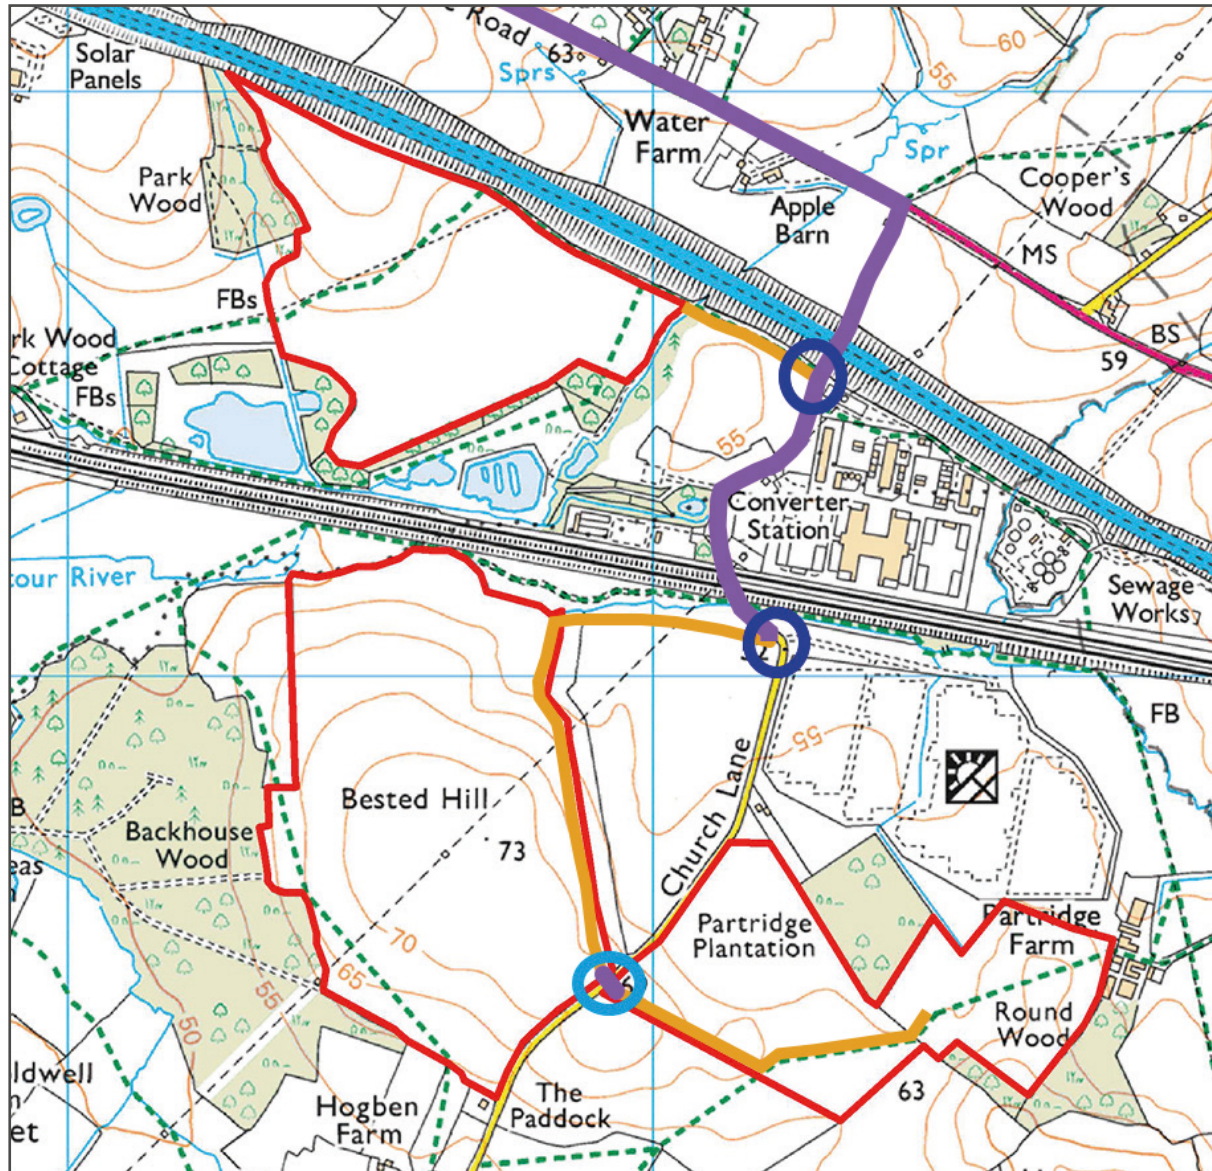 Road
63
60
55
Solar
Panels
Sprs
Water
Farm
Spr
Park
Wood
Cooper's
Wood
Apple
Barn
MS
FBs
BS
59
rk Wood
Cottage
FBs
55
Converter
Station
tour River
Sewage
Works
FB
55
Church Lane
Bested Hill
73
B
Backhouse
Wood
eas
70
Partridge
Plantation
Partridge
Farm
65
55
50
Round
Wood
ldwell
The
Paddock
63
Hogben
Farm
et